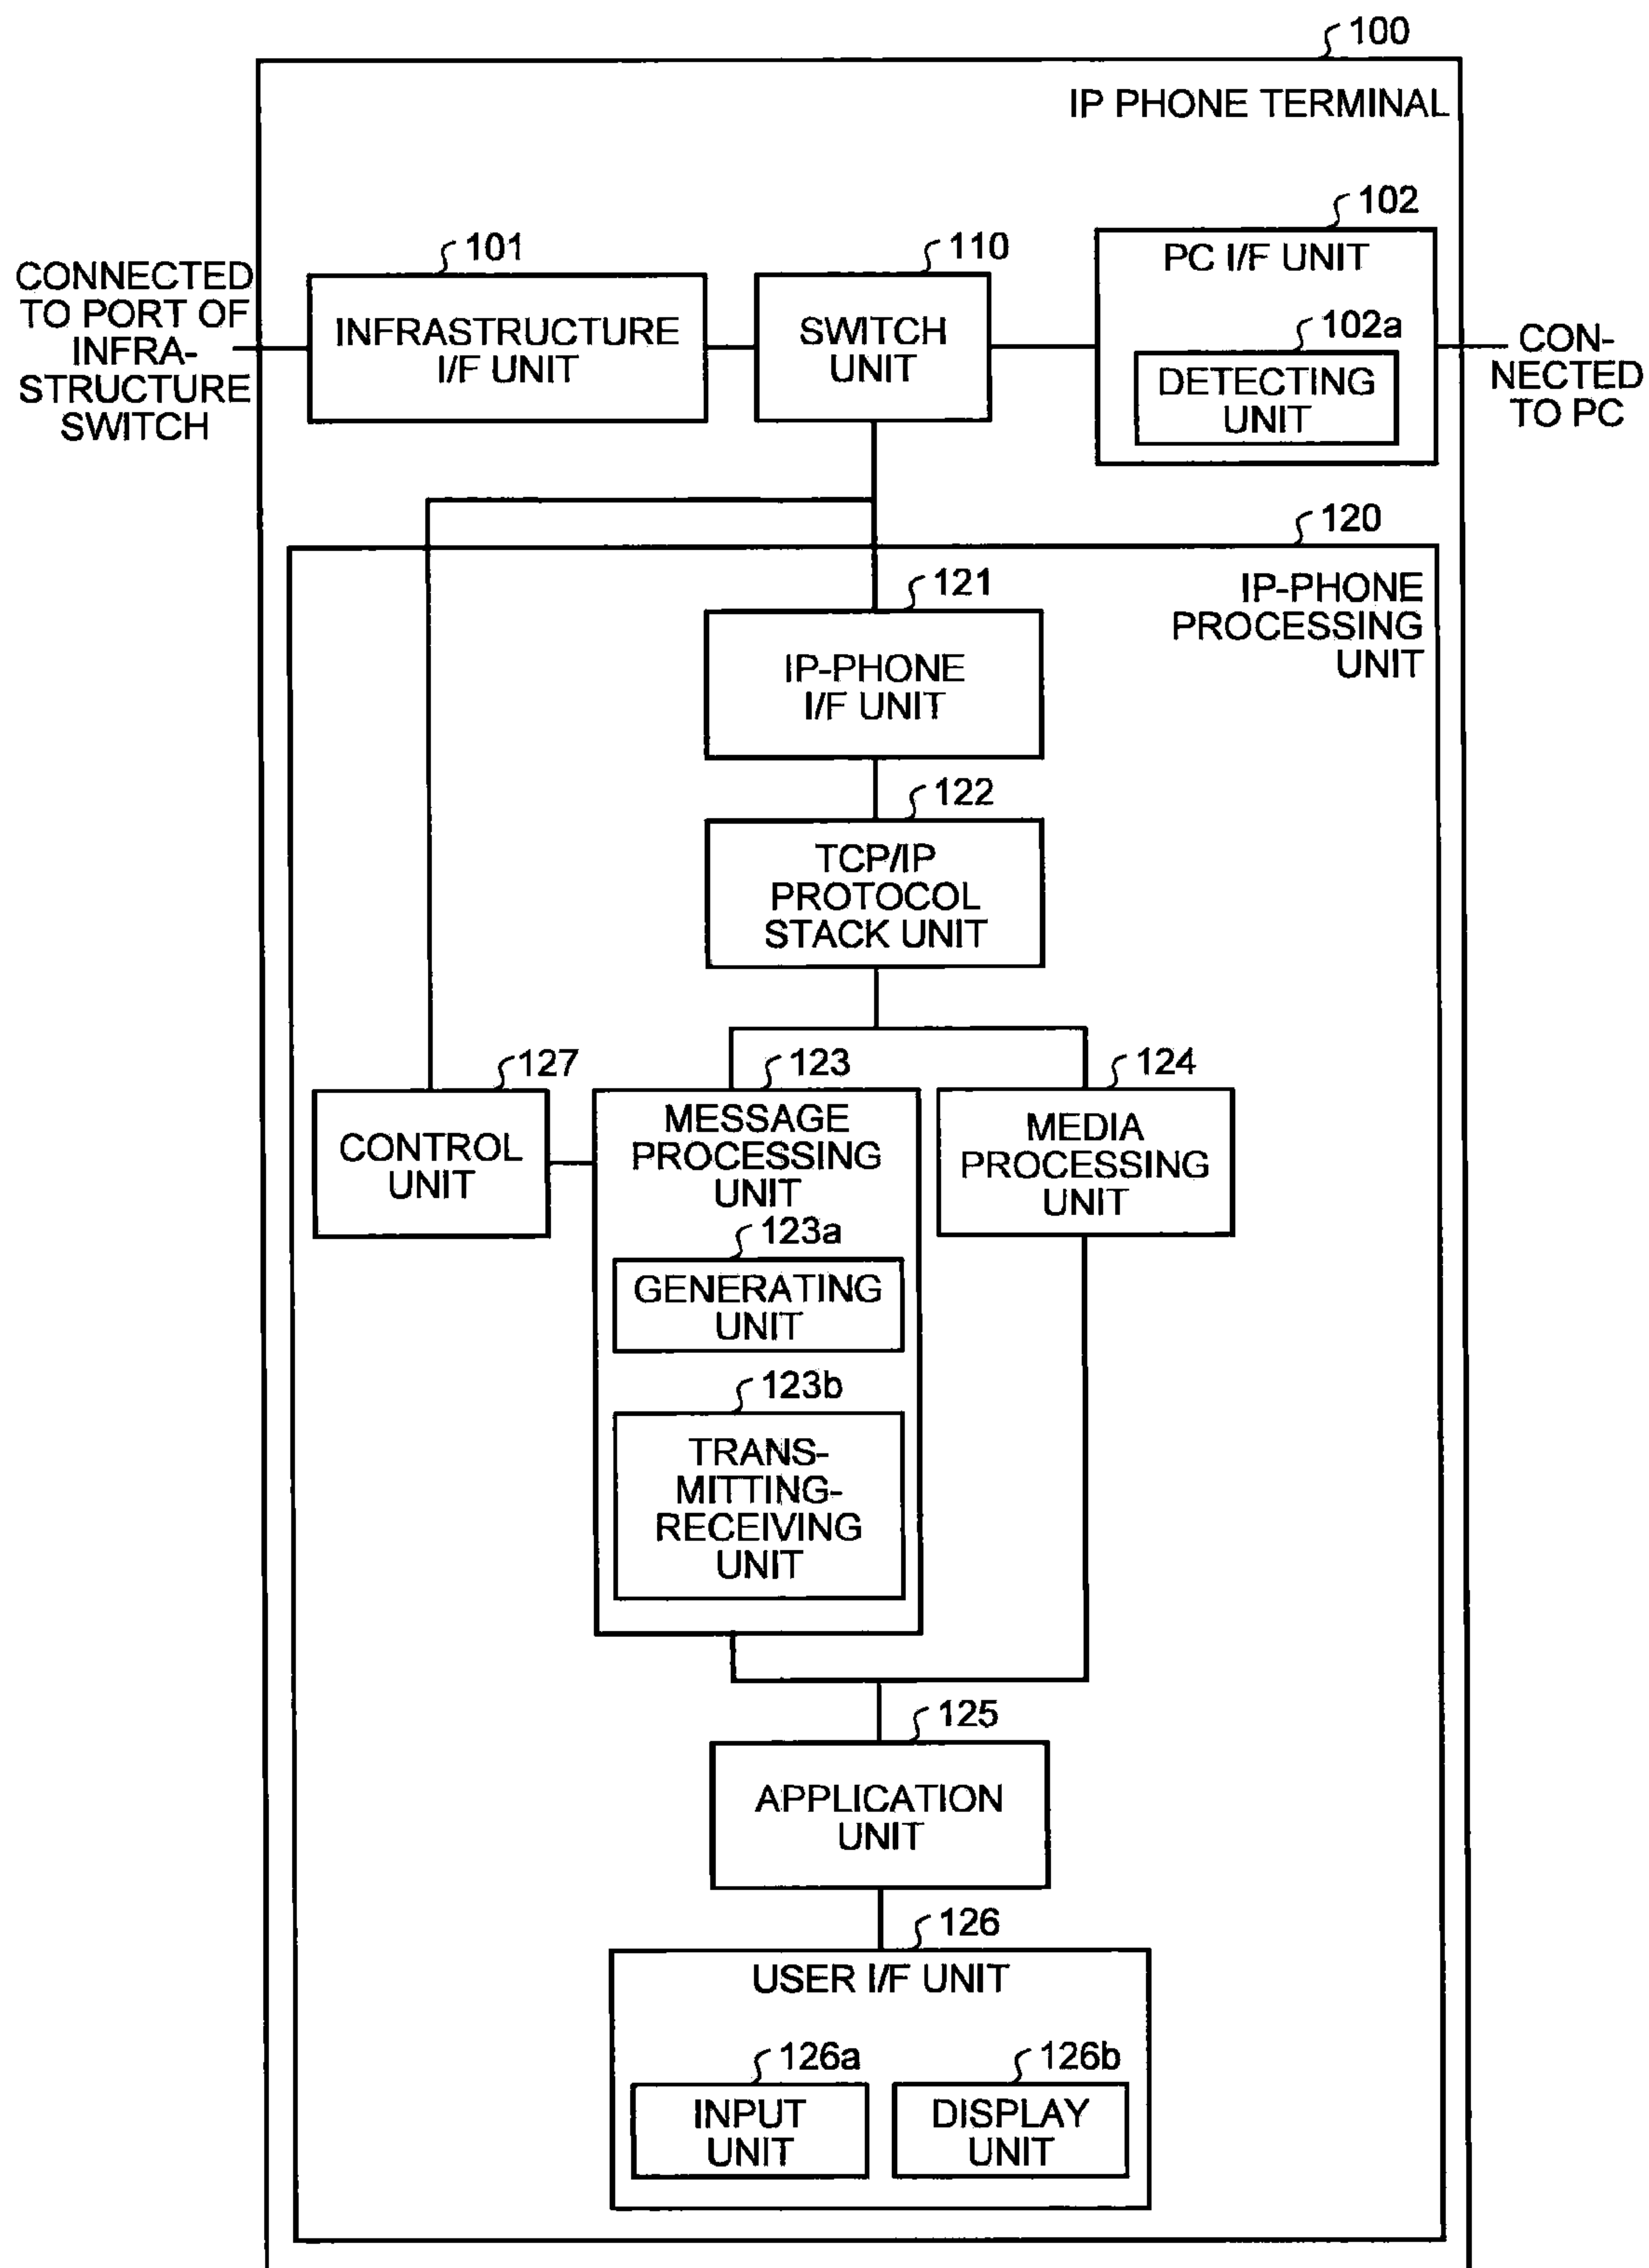 100
IP PHONE TERMINAL
102
101
110
PC I/F UNIT
CONNECTED
TO PORT OF
INFRA-
STRUCTURE
SWITCH
INFRASTRUCTURE
I/F UNIT
SWITCH
UNIT
102a
DETECTING
UNIT
CON-
NECTED
TO PC
120
IP-PHONE
PROCESSING
UNIT
121
IP-PHONE
I/F UNIT
122
TCP/IP
PROTOCOL
STACK UNIT
127
CONTROL
UNIT
123
MESSAGE
PROCESSING
UNIT
124
MEDIA
PROCESSING
UNIT
123a
GENERATING
UNIT
123b
TRANS-
MITTING-
RECEIVING
UNIT
125
APPLICATION
UNIT
126
USER I/F UNIT
126a
INPUT
UNIT
126b
DISPLAY
UNIT